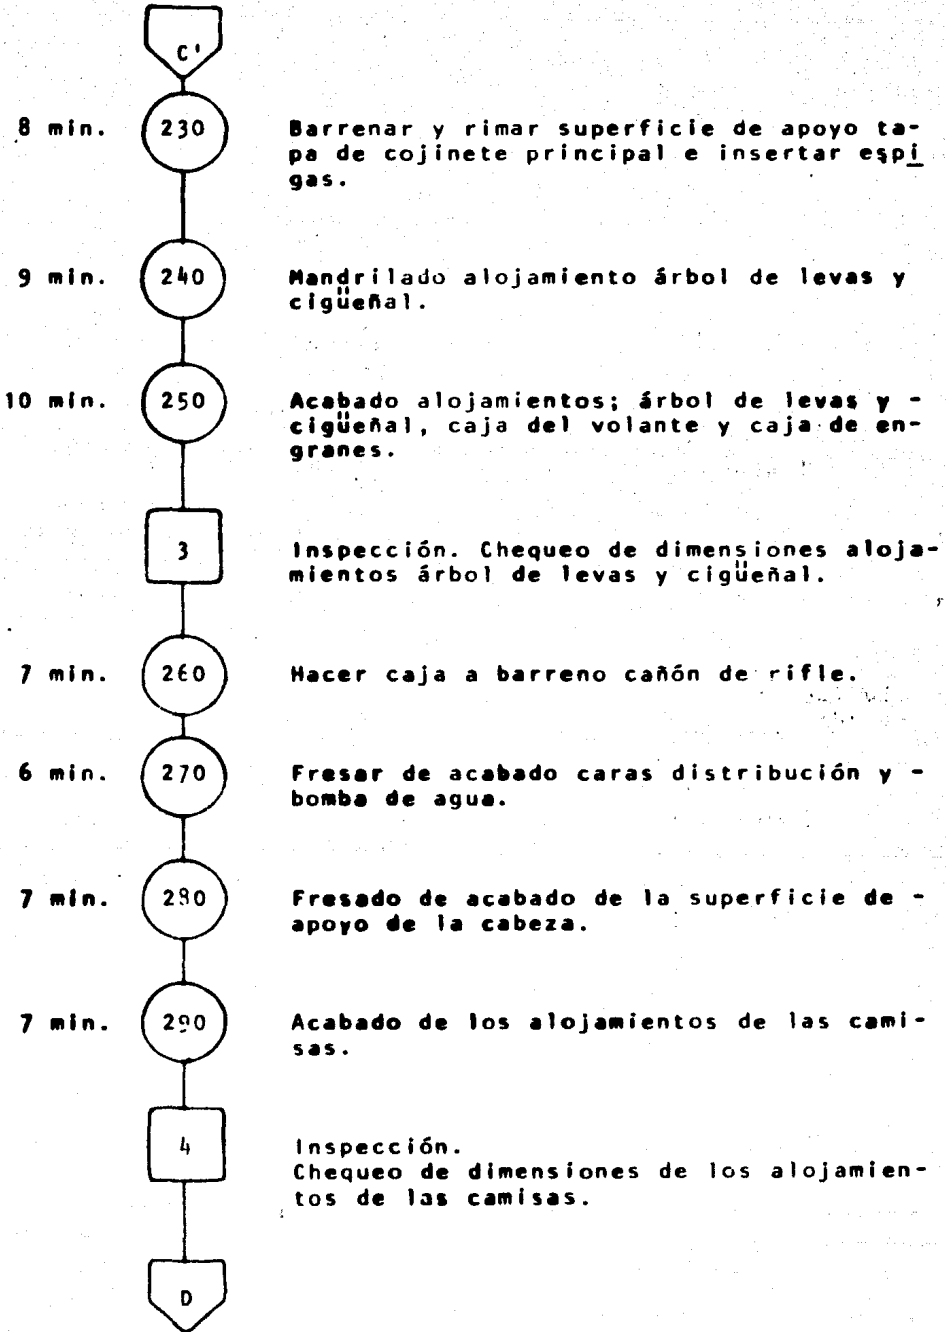 C'
8 min. 230 Barrenar y rimar superficie de apoyo ta-
pa de cojinete principal e insertar espi
gas.
9 min. 240 Mandrilado alojamiento árbol de levas y
cigüeñal.
10 min. 250 Acabado alojamientos; árbol de levas y -
cigüeñal, caja del volante y caja de en-
granes.
3 Inspección. Chequeo de dimensiones aloja-
mientos árbol de levas y cigüeñal.
7 min. 260 Hacer caja a barreno cañón de rifle.
6 min. 270 Fresar de acabado caras distribución y -
bomba de agua.
7 min. 280 Fresado de acabado de la superficie de -
apoyo de la cabeza.
7 min. 290 Acabado de los alojamientos de las cami-
sas.
4 Inspección.
Chequeo de dimensiones de los alojamien-
tos de las camisas.
D